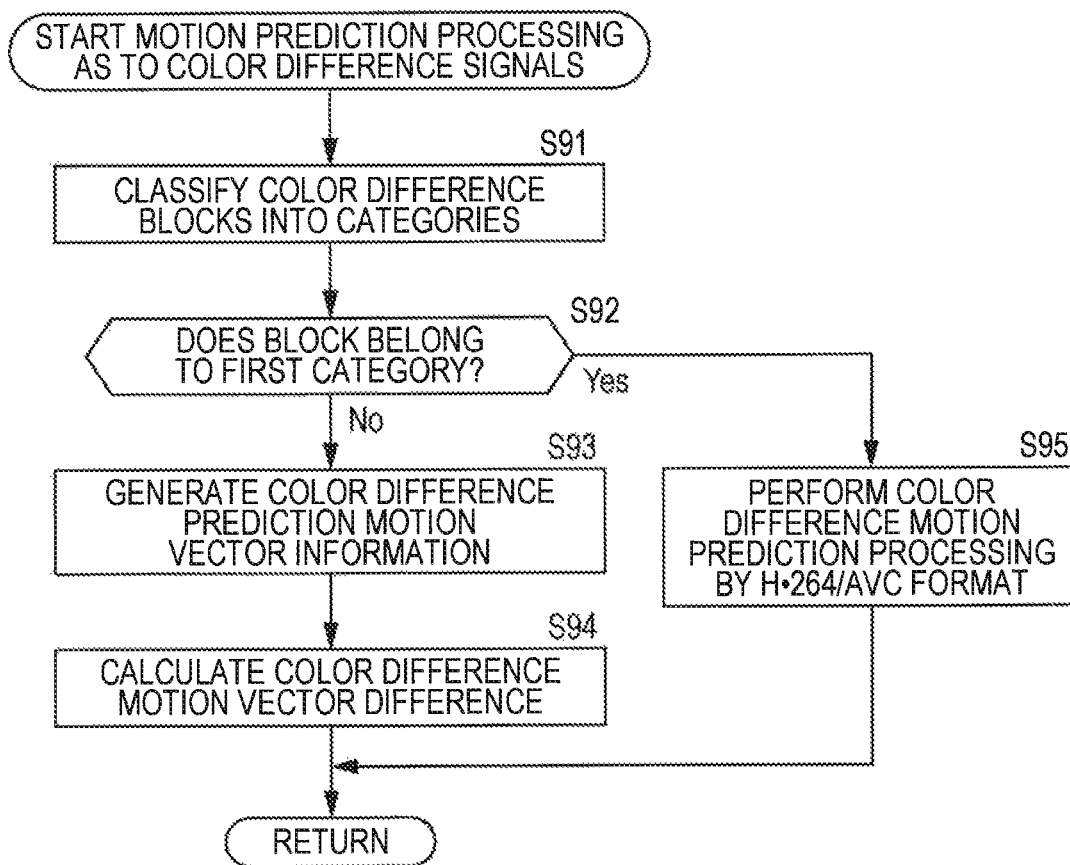 START MOTION PREDICTION PROCESSING
AS TO COLOR DIFFERENCE SIGNALS
S91
CLASSIFY COLOR DIFFERENCE
BLOCKS INTO CATEGORIES
S92
DOES BLOCK BELONG
TO FIRST CATEGORY?
Yes
No
S93
GENERATE COLOR DIFFERENCE
PREDICTION MOTION
VECTOR INFORMATION
S95
PERFORM COLOR
DIFFERENCE MOTION
PREDICTION PROCESSING
BY H•264/AVC FORMAT
S94
CALCULATE COLOR DIFFERENCE
MOTION VECTOR DIFFERENCE
RETURN